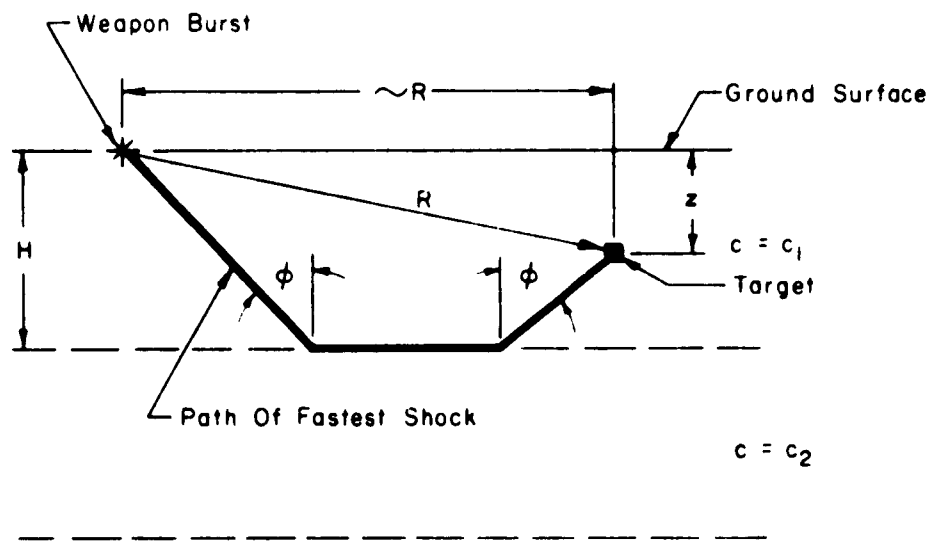 Weapon Burst
~R
Ground Surface
H
R
z
c = c₁
ϕ
ϕ
Target
Path Of Fastest Shock
c = c₂